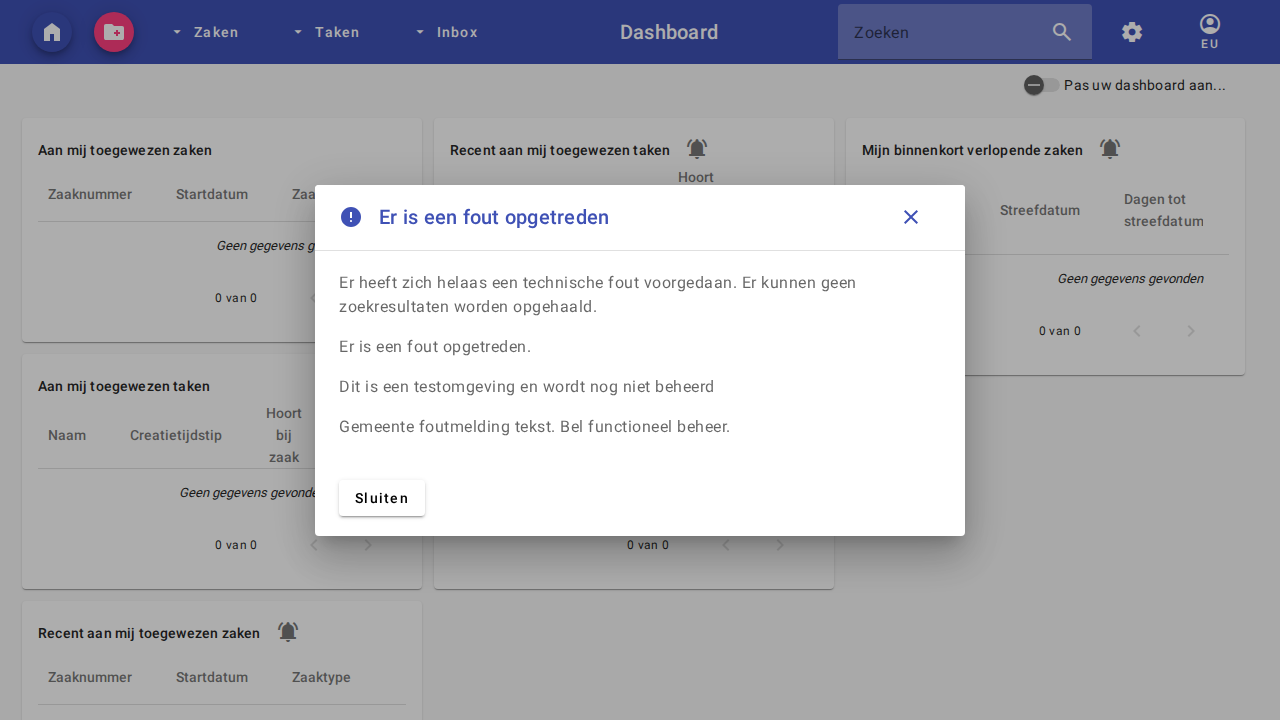 Zaken
Taken
Inbox
Dashboard
Zoeken
EU
Pas uw dashboard aan...
Aan mij toegewezen zaken
Zaaknummer Startdatum Zaa
Geen gegevens g
0 van 0
Recent aan mij toegewezen taken
Hoort
Mijn binnenkort verlopende zaken
Streefdatum Dagen tot
streefdatum
Geen gegevens gevonden
0 van 0
Er is een fout opgetreden
Er heeft zich helaas een technische fout voorgedaan. Er kunnen geen
zoekresultaten worden opgehaald.
Er is een fout opgetreden.
Dit is een testomgeving en wordt nog niet beheerd
Gemeente foutmelding tekst. Bel functioneel beheer.
Sluiten
Aan mij toegewezen taken
Naam Creatietijdstip Hoort
bij
zaak
Geen gegevens gevonde
0 van 0
0 van 0
Recent aan mij toegewezen zaken
Zaaknummer Startdatum Zaaktype